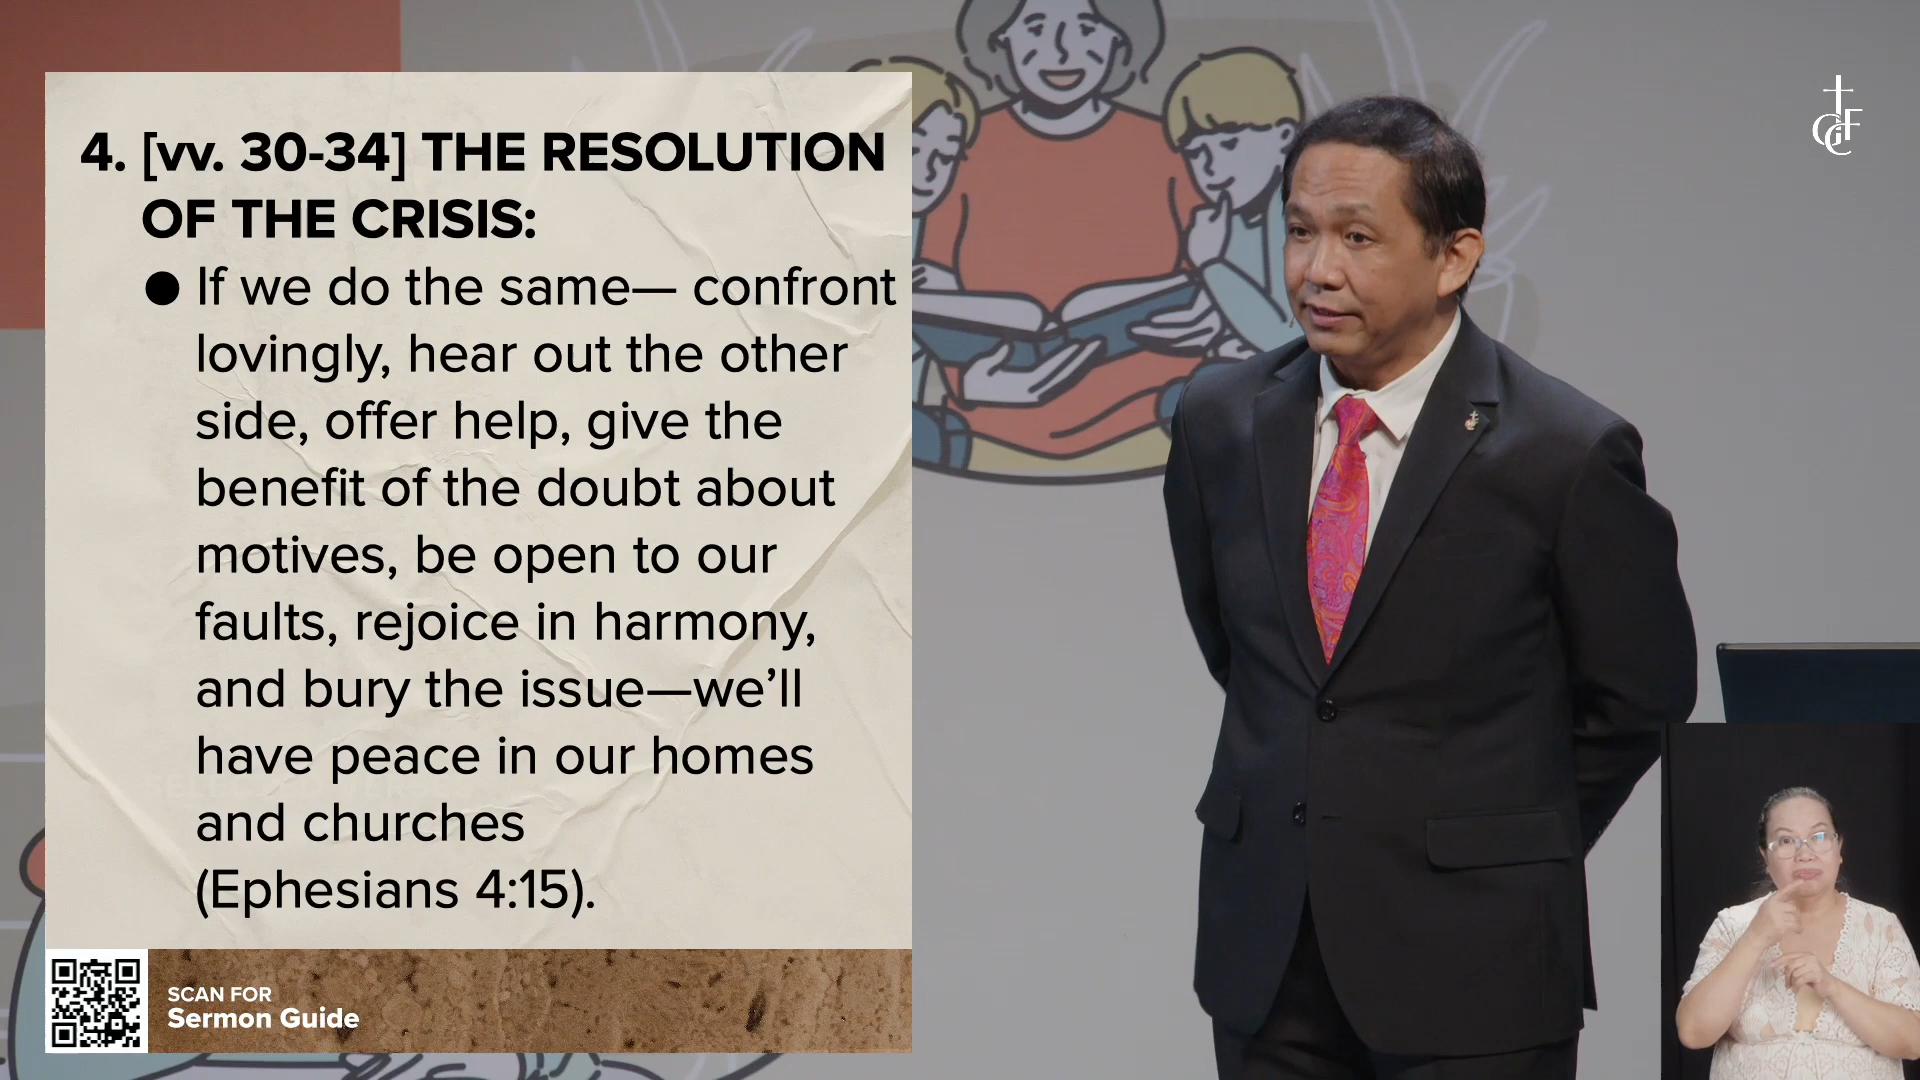 4. [vv. 30-34] THE RESOLUTION
OF THE CRISIS:
● If we do the same— confront
lovingly, hear out the other
side, offer help, give the
benefit of the doubt about
motives, be open to our
faults, rejoice in harmony,
and bury the issue—we’ll
have peace in our homes
and churches
(Ephesians 4:15).
SCAN FOR
Sermon Guide